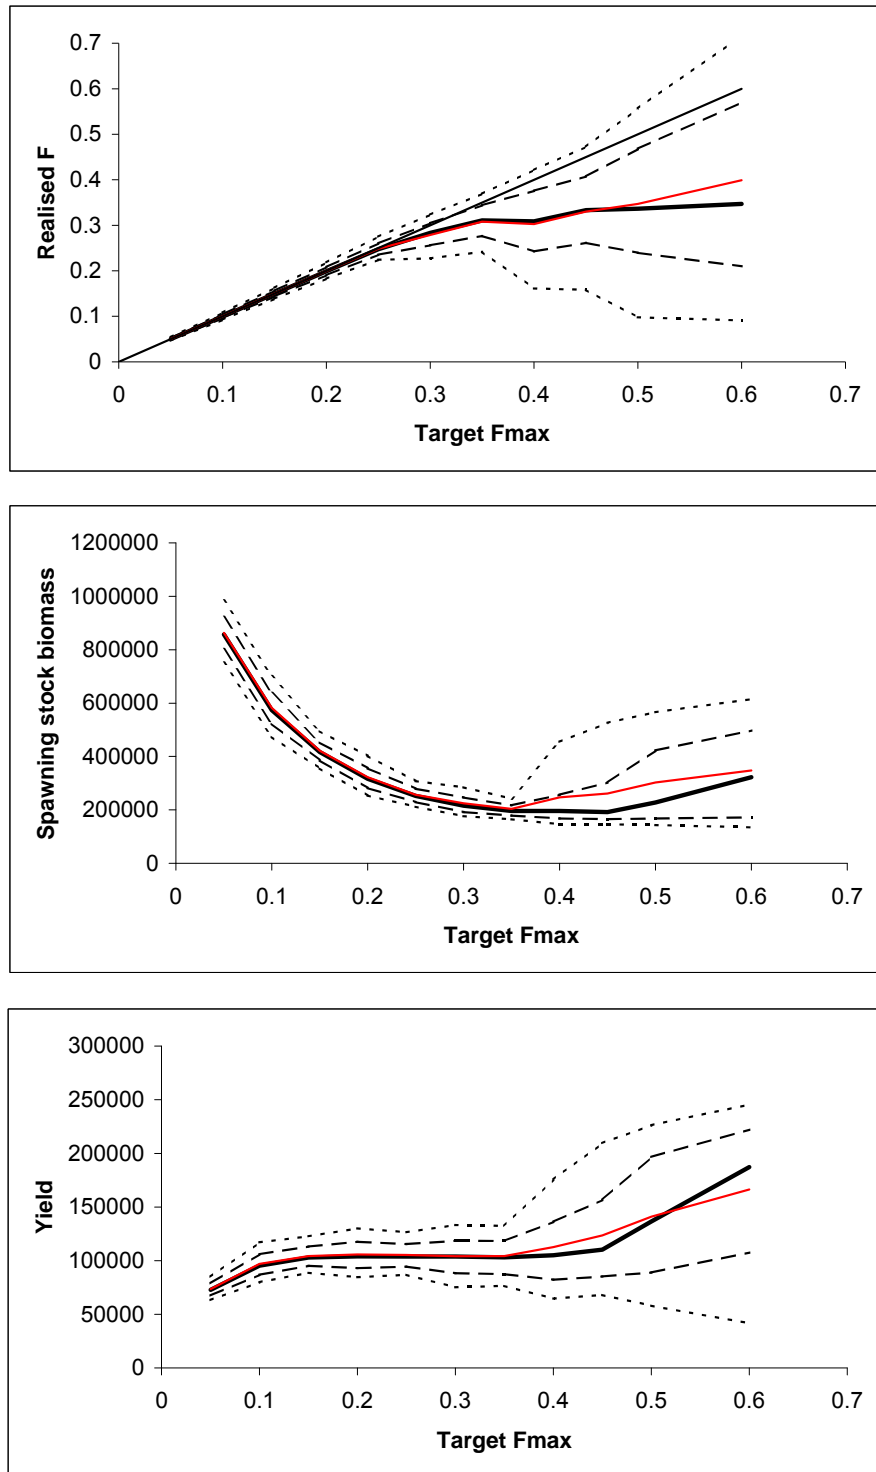 0.7
0.6
0.5
0.4
0.3
0.2
0.1
0
Realised F
0 0.1 0.2 0.3 0.4 0.5 0.6 0.7
Target Fmax
1200000
1000000
800000
600000
400000
200000
0
Spawning stock biomass
0 0.1 0.2 0.3 0.4 0.5 0.6 0.7
Target Fmax
300000
250000
200000
150000
100000
50000
0
Yield
0 0.1 0.2 0.3 0.4 0.5 0.6 0.7
Target Fmax